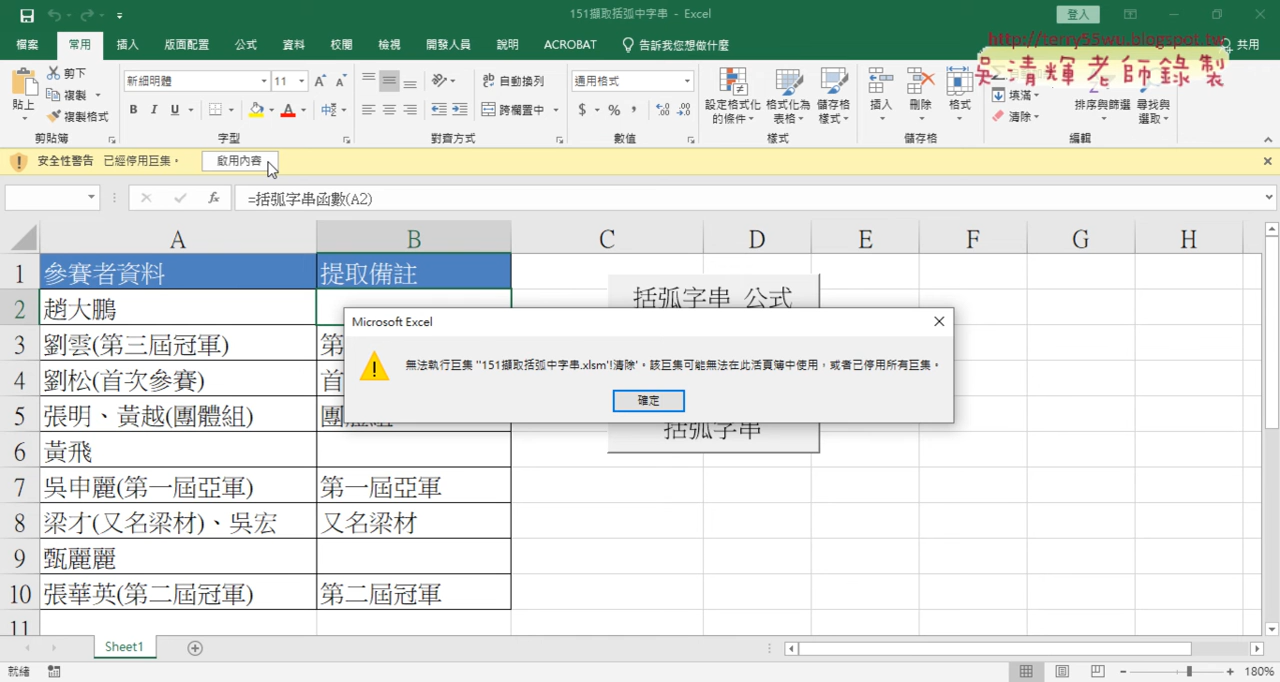 151擷取括弧中字串 - Excel
登入
檔案 常用 插入 版面配置 公式 資料 校閱 檢視 開發人員 說明 ACROBAT 告訴我您想做什麼 共用
http://terry55wu.blogspot.tw
吳清輝老師錄製
貼上 剪下 複製 複製格式 剪貼簿
新細明體 11 B I U A 中 字型
自動換列 跨欄置中 對齊方式
通用格式 $ % , 數值
設定格式化的條件 格式化為表格 儲存格樣式 樣式
插入 刪除 格式 儲存格
填滿 清除 排序與篩選 尋找與選取 編輯
安全性警告 已經停用巨集。 啟用內容
fx =括弧字串函數(A2)
A B C D E F G H
1 參賽者資料 提取備註
2 趙大鵬
括弧字串_公式
3 劉雲(第三屆冠軍) 第
4 劉松(首次參賽) 首
5 張明、黃越(團體組) 團體組
括弧字串
6 黃飛
7 吳申麗(第一屆亞軍) 第一屆亞軍
8 梁才(又名梁材)、吳宏 又名梁材
9 甄麗麗
10 張華英(第二屆冠軍) 第二屆冠軍
11
Microsoft Excel
無法執行巨集 "151擷取括弧中字串.xlsm'!清除'。該巨集可能無法在此活頁簿中使用，或者已停用所有巨集。
確定
Sheet1
就緒 180%